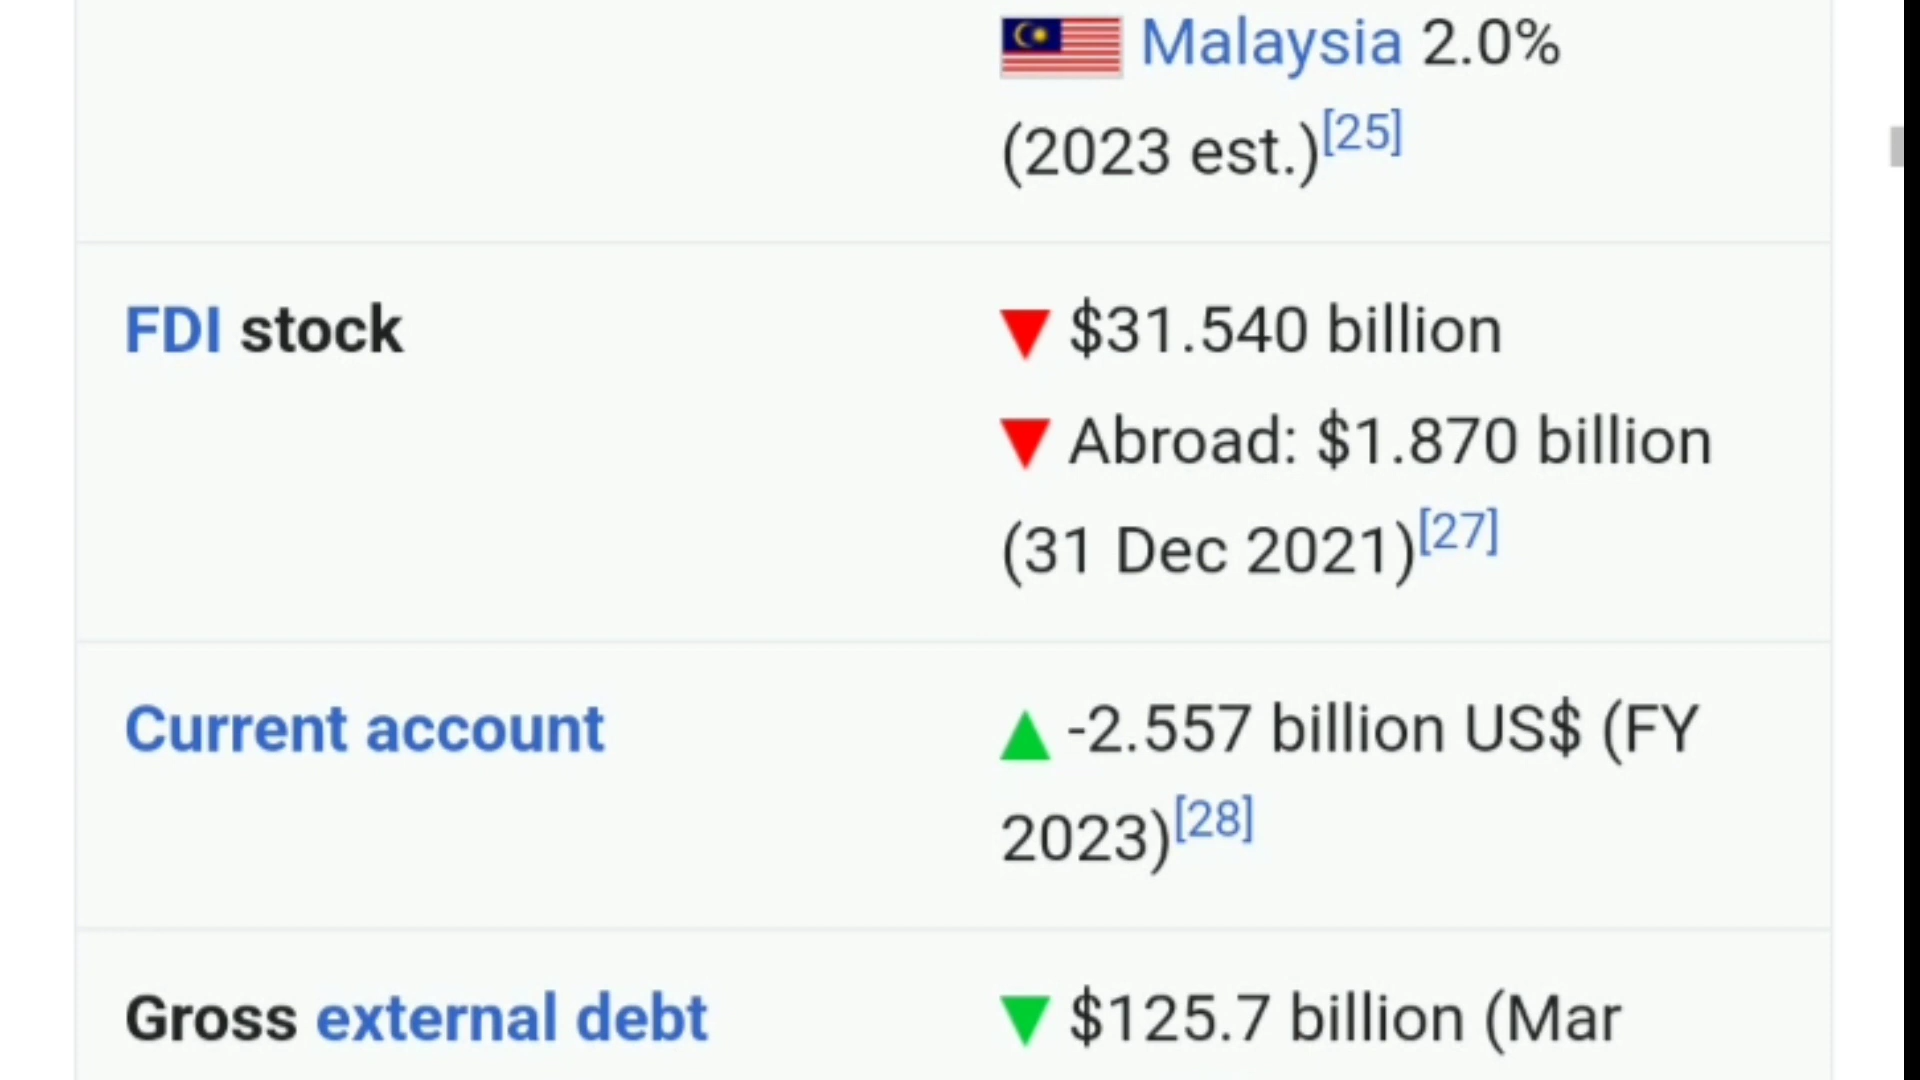 Malaysia 2.0%
(2023 est.)[25]
FDI stock
▼ $31.540 billion
▼ Abroad: $1.870 billion
(31 Dec 2021)[27]
Current account
▲ -2.557 billion US$ (FY
2023)[28]
Gross external debt
▼ $125.7 billion (Mar